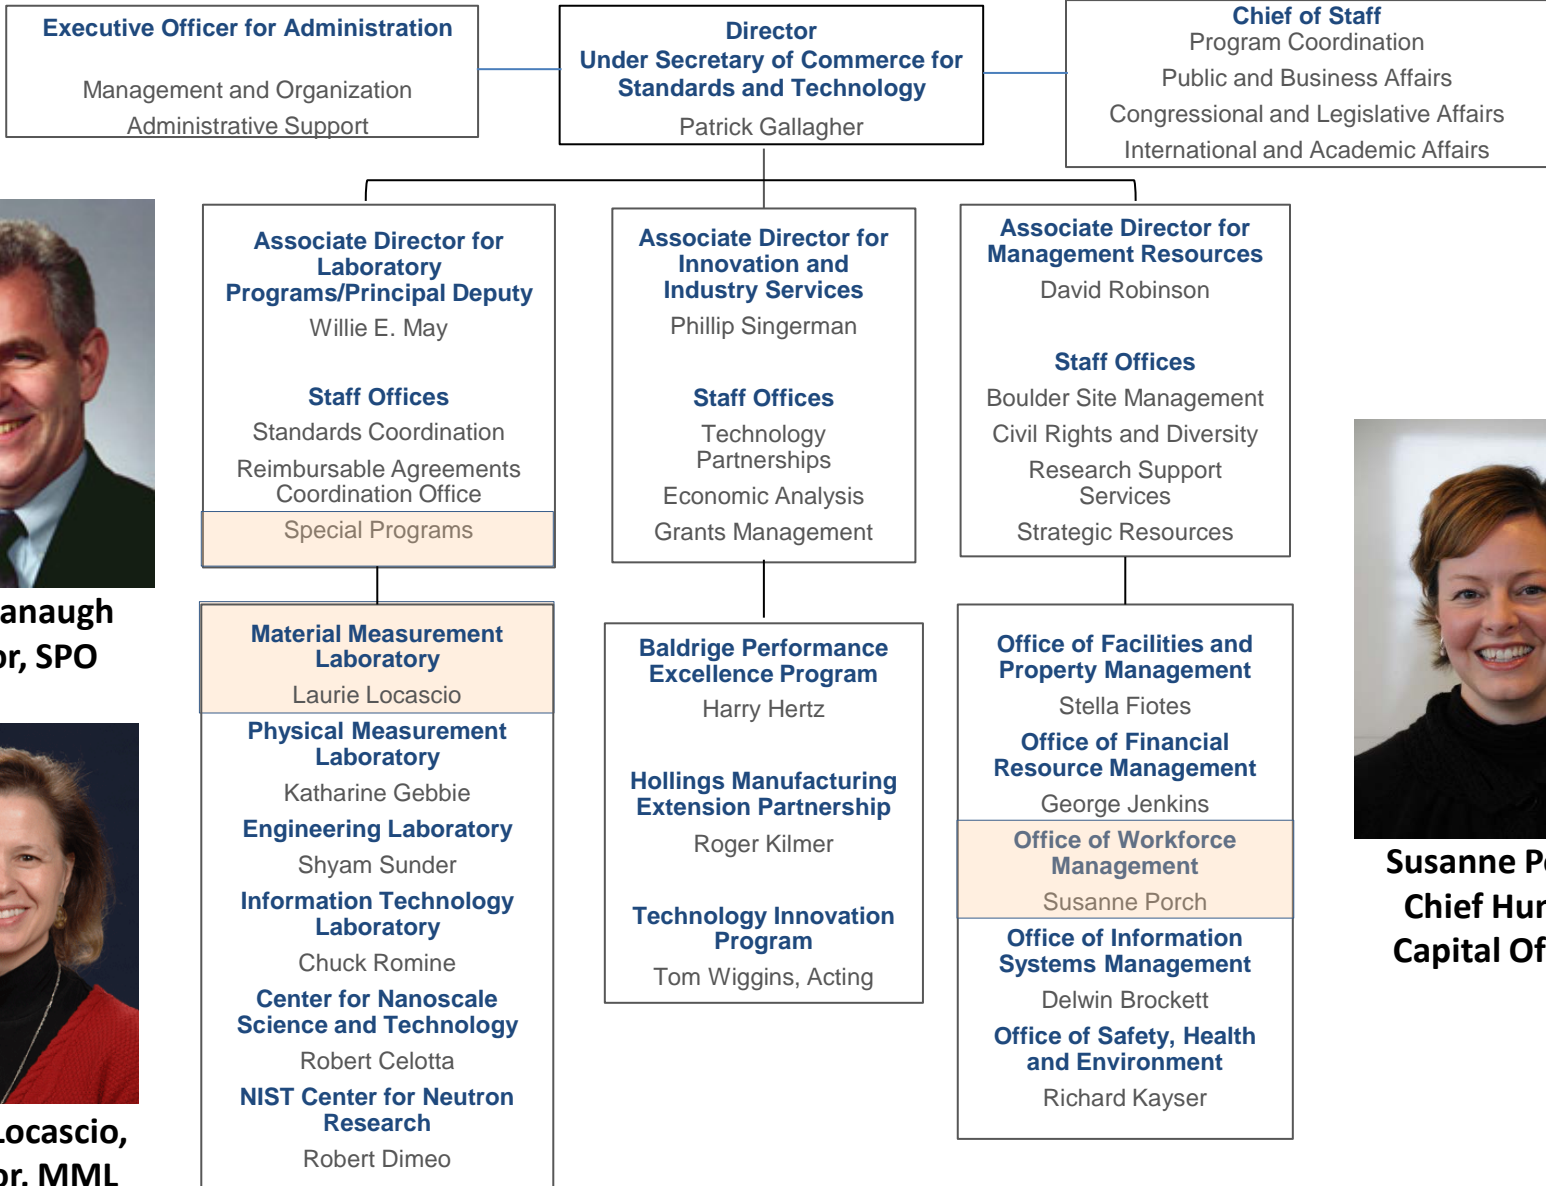 Executive Officer for Administration
Management and Organization
Administrative Support
Director
Under Secretary of Commerce for
Standards and Technology
Patrick Gallagher
Chief of Staff
Program Coordination
Public and Business Affairs
Congressional and Legislative Affairs
International and Academic Affairs
Associate Director for
Laboratory
Programs/Principal Deputy
Willie E. May
Staff Offices
Standards Coordination
Reimbursable Agreements
Coordination Office
Special Programs
Associate Director for
Innovation and
Industry Services
Phillip Singerman
Staff Offices
Technology
Partnerships
Economic Analysis
Grants Management
Associate Director for
Management Resources
David Robinson
Staff Offices
Boulder Site Management
Civil Rights and Diversity
Research Support
Services
Strategic Resources
anaugh
or, SPO
Material Measurement
Laboratory
Laurie Locascio
Physical Measurement
Laboratory
Katharine Gebbie
Engineering Laboratory
Shyam Sunder
Information Technology
Laboratory
Chuck Romine
Center for Nanoscale
Science and Technology
Robert Celotta
NIST Center for Neutron
Research
Robert Dimeo
Baldrige Performance
Excellence Program
Harry Hertz
Hollings Manufacturing
Extension Partnership
Roger Kilmer
Technology Innovation
Program
Tom Wiggins, Acting
Office of Facilities and
Property Management
Stella Fiotes
Office of Financial
Resource Management
George Jenkins
Office of Workforce
Management
Susanne Porch
Office of Information
Systems Management
Delwin Brockett
Office of Safety, Health
and Environment
Richard Kayser
Susanne P
Chief Hu
Capital Of
Locascio,
or, MML